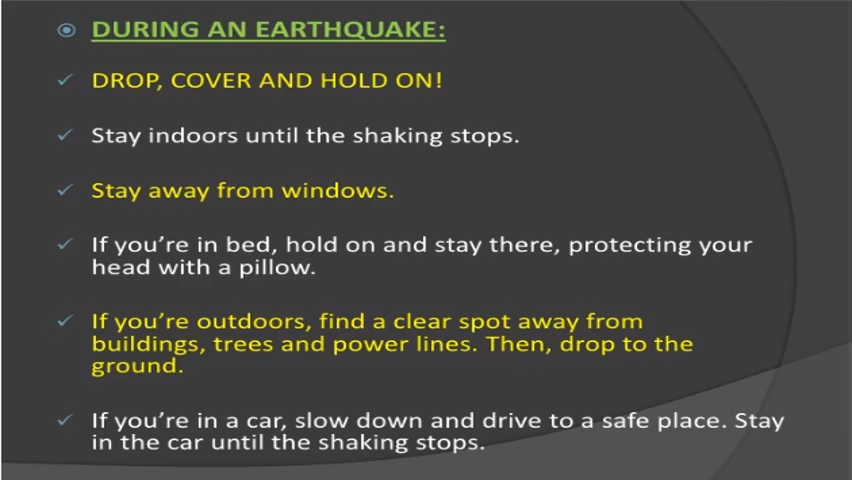 DURING AN EARTHQUAKE:
DROP, COVER AND HOLD ON!
Stay indoors until the shaking stops.
Stay away from windows.
If you’re in bed, hold on and stay there, protecting your
head with a pillow.
If you’re outdoors, find a clear spot away from
buildings, trees and power lines. Then, drop to the
ground.
If you’re in a car, slow down and drive to a safe place. Stay
in the car until the shaking stops.